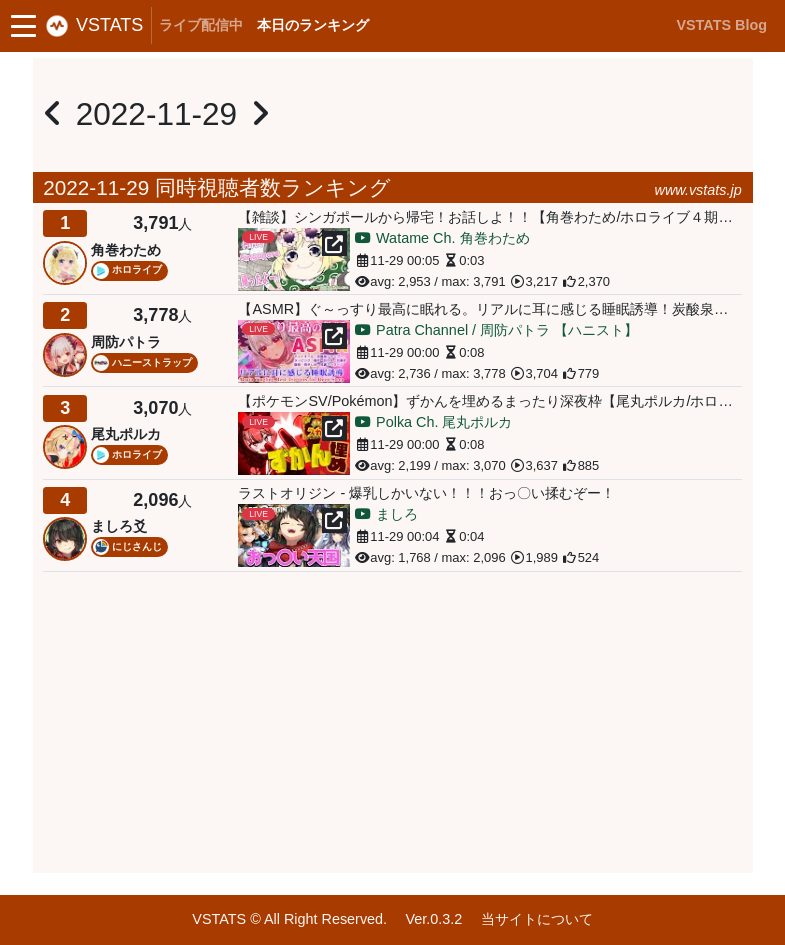 VSTATS ライブ配信中 本日のランキング VSTATS Blog
2022-11-29
2022-11-29 同時視聴者数ランキング www.vstats.jp
1 3,791人
角巻わため
ホロライブ
【雑談】シンガポールから帰宅！お話しよ！！【角巻わため/ホロライブ４期…
LIVE
Watame Ch. 角巻わため
11-29 00:05 0:03
avg: 2,953 / max: 3,791 3,217 2,370
2 3,778人
周防パトラ
ハニーストラップ
【ASMR】ぐ～っすり最高に眠れる。リアルに耳に感じる睡眠誘導！炭酸泉…
LIVE
Patra Channel / 周防パトラ 【ハニスト】
11-29 00:00 0:08
avg: 2,736 / max: 3,778 3,704 779
3 3,070人
尾丸ポルカ
ホロライブ
【ポケモンSV/Pokémon】ずかんを埋めるまったり深夜枠【尾丸ポルカ/ホロ…
LIVE
ずかん埋め
Polka Ch. 尾丸ポルカ
11-29 00:00 0:08
avg: 2,199 / max: 3,070 3,637 885
4 2,096人
ましろ爻
にじさんじ
ラストオリジン - 爆乳しかいない！！！おっ〇い揉むぞー！
LIVE
おっ〇い天国
ましろ
11-29 00:04 0:04
avg: 1,768 / max: 2,096 1,989 524
VSTATS © All Right Reserved. Ver.0.3.2 当サイトについて